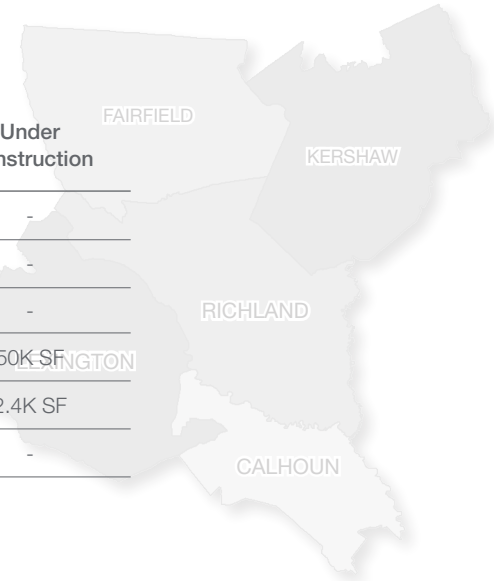 FAIRFIELD
Under
nstruction
KERSHAW
-
-
-
RICHLAND
50K SF
LEXINGTON
2.4K SF
-
CALHOUN